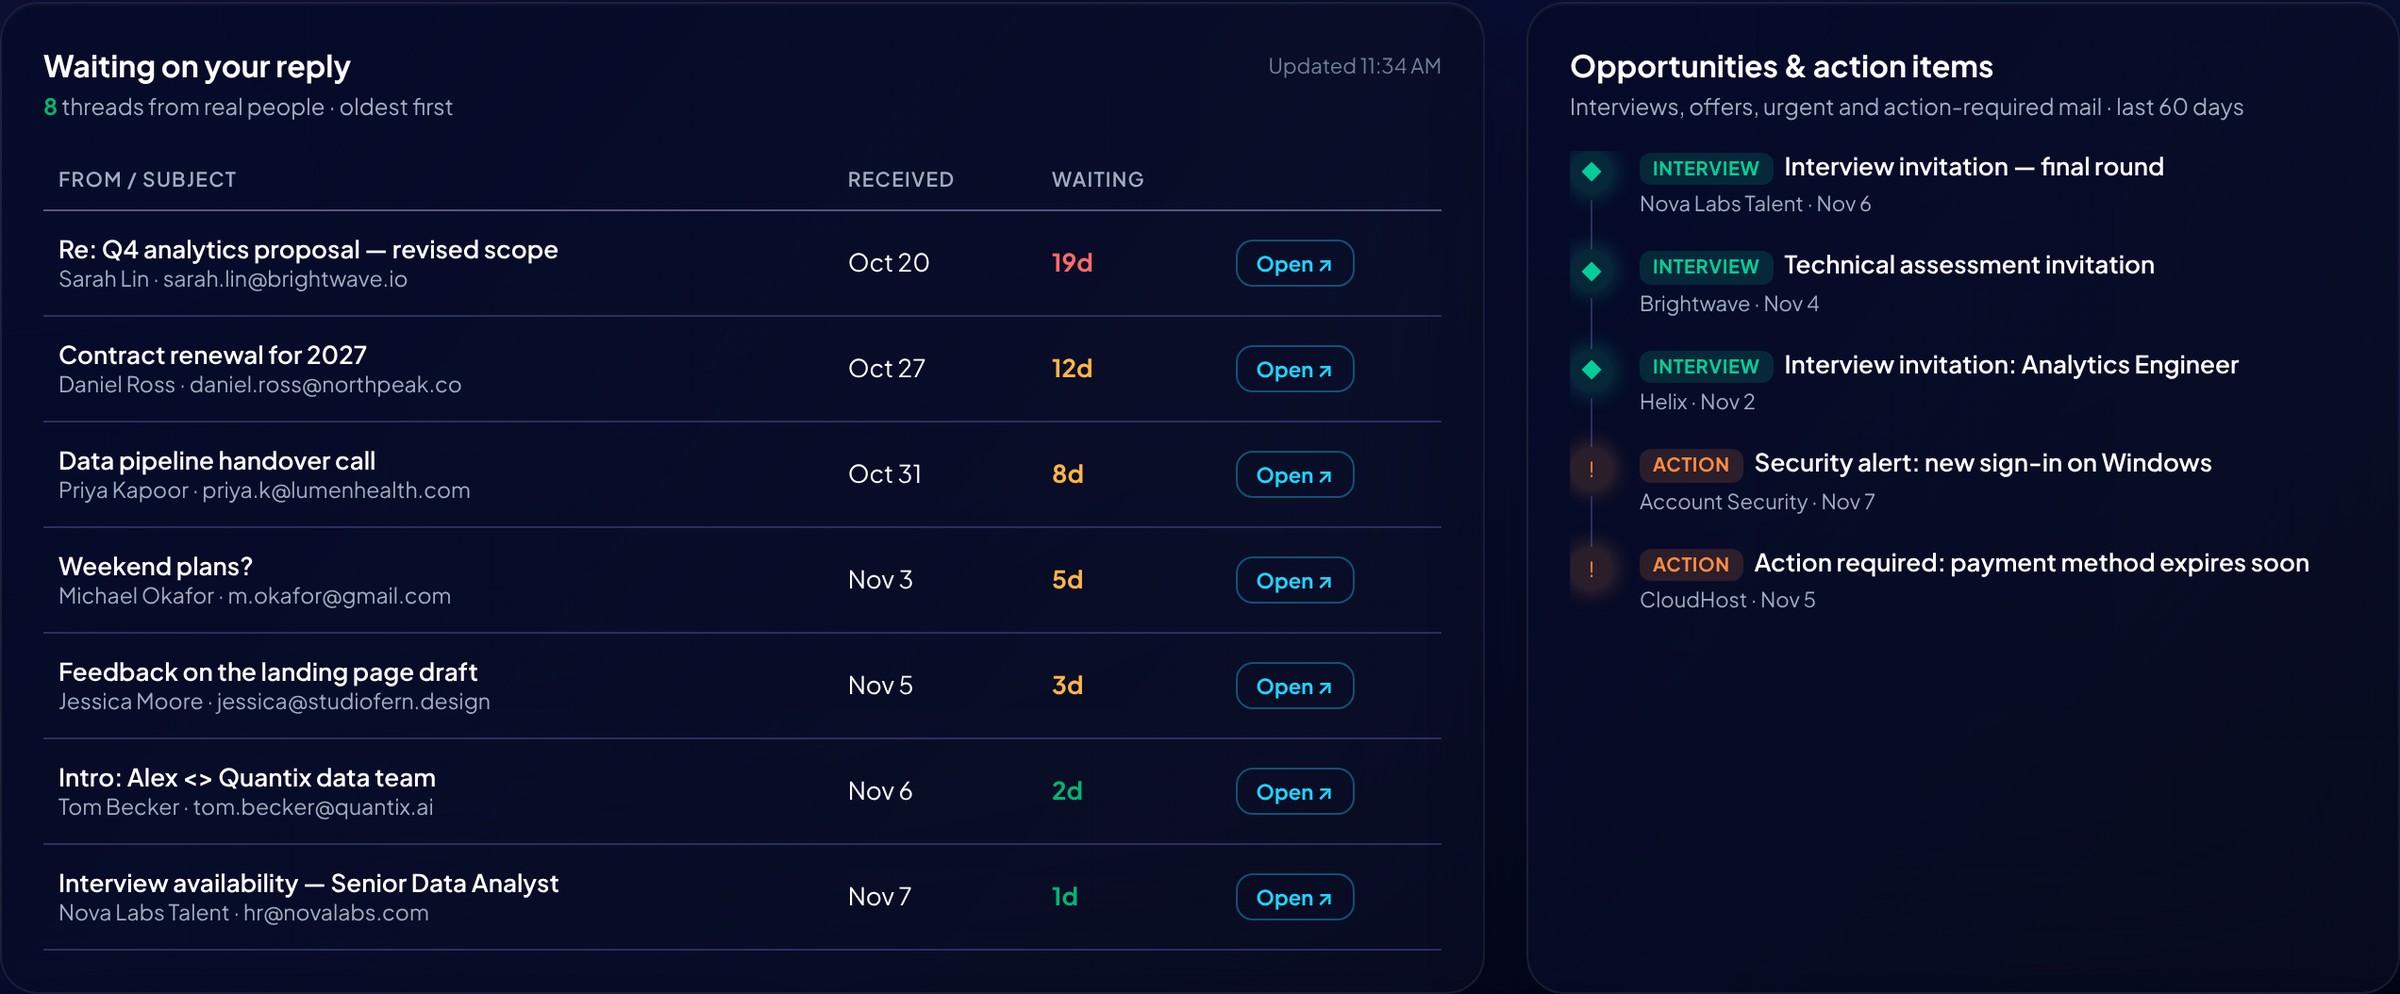 Waiting on your reply
Updated 11:34 AM
8 threads from real people · oldest first
FROM / SUBJECT RECEIVED WAITING
Re: Q4 analytics proposal — revised scope
Sarah Lin · sarah.lin@brightwave.io
Oct 20 19d Open ↗
Contract renewal for 2027
Daniel Ross · daniel.ross@northpeak.co
Oct 27 12d Open ↗
Data pipeline handover call
Priya Kapoor · priya.k@lumenhealth.com
Oct 31 8d Open ↗
Weekend plans?
Michael Okafor · m.okafor@gmail.com
Nov 3 5d Open ↗
Feedback on the landing page draft
Jessica Moore · jessica@studiofern.design
Nov 5 3d Open ↗
Intro: Alex <> Quantix data team
Tom Becker · tom.becker@quantix.ai
Nov 6 2d Open ↗
Interview availability — Senior Data Analyst
Nova Labs Talent · hr@novalabs.com
Nov 7 1d Open ↗
Opportunities & action items
Interviews, offers, urgent and action-required mail · last 60 days
INTERVIEW Interview invitation — final round
Nova Labs Talent · Nov 6
INTERVIEW Technical assessment invitation
Brightwave · Nov 4
INTERVIEW Interview invitation: Analytics Engineer
Helix · Nov 2
! ACTION Security alert: new sign-in on Windows
Account Security · Nov 7
! ACTION Action required: payment method expires soon
CloudHost · Nov 5